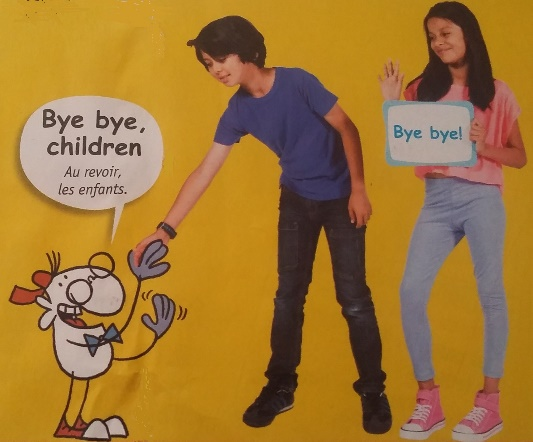 Bye bye,
children
Au revoir,
les enfants.
Bye bye!